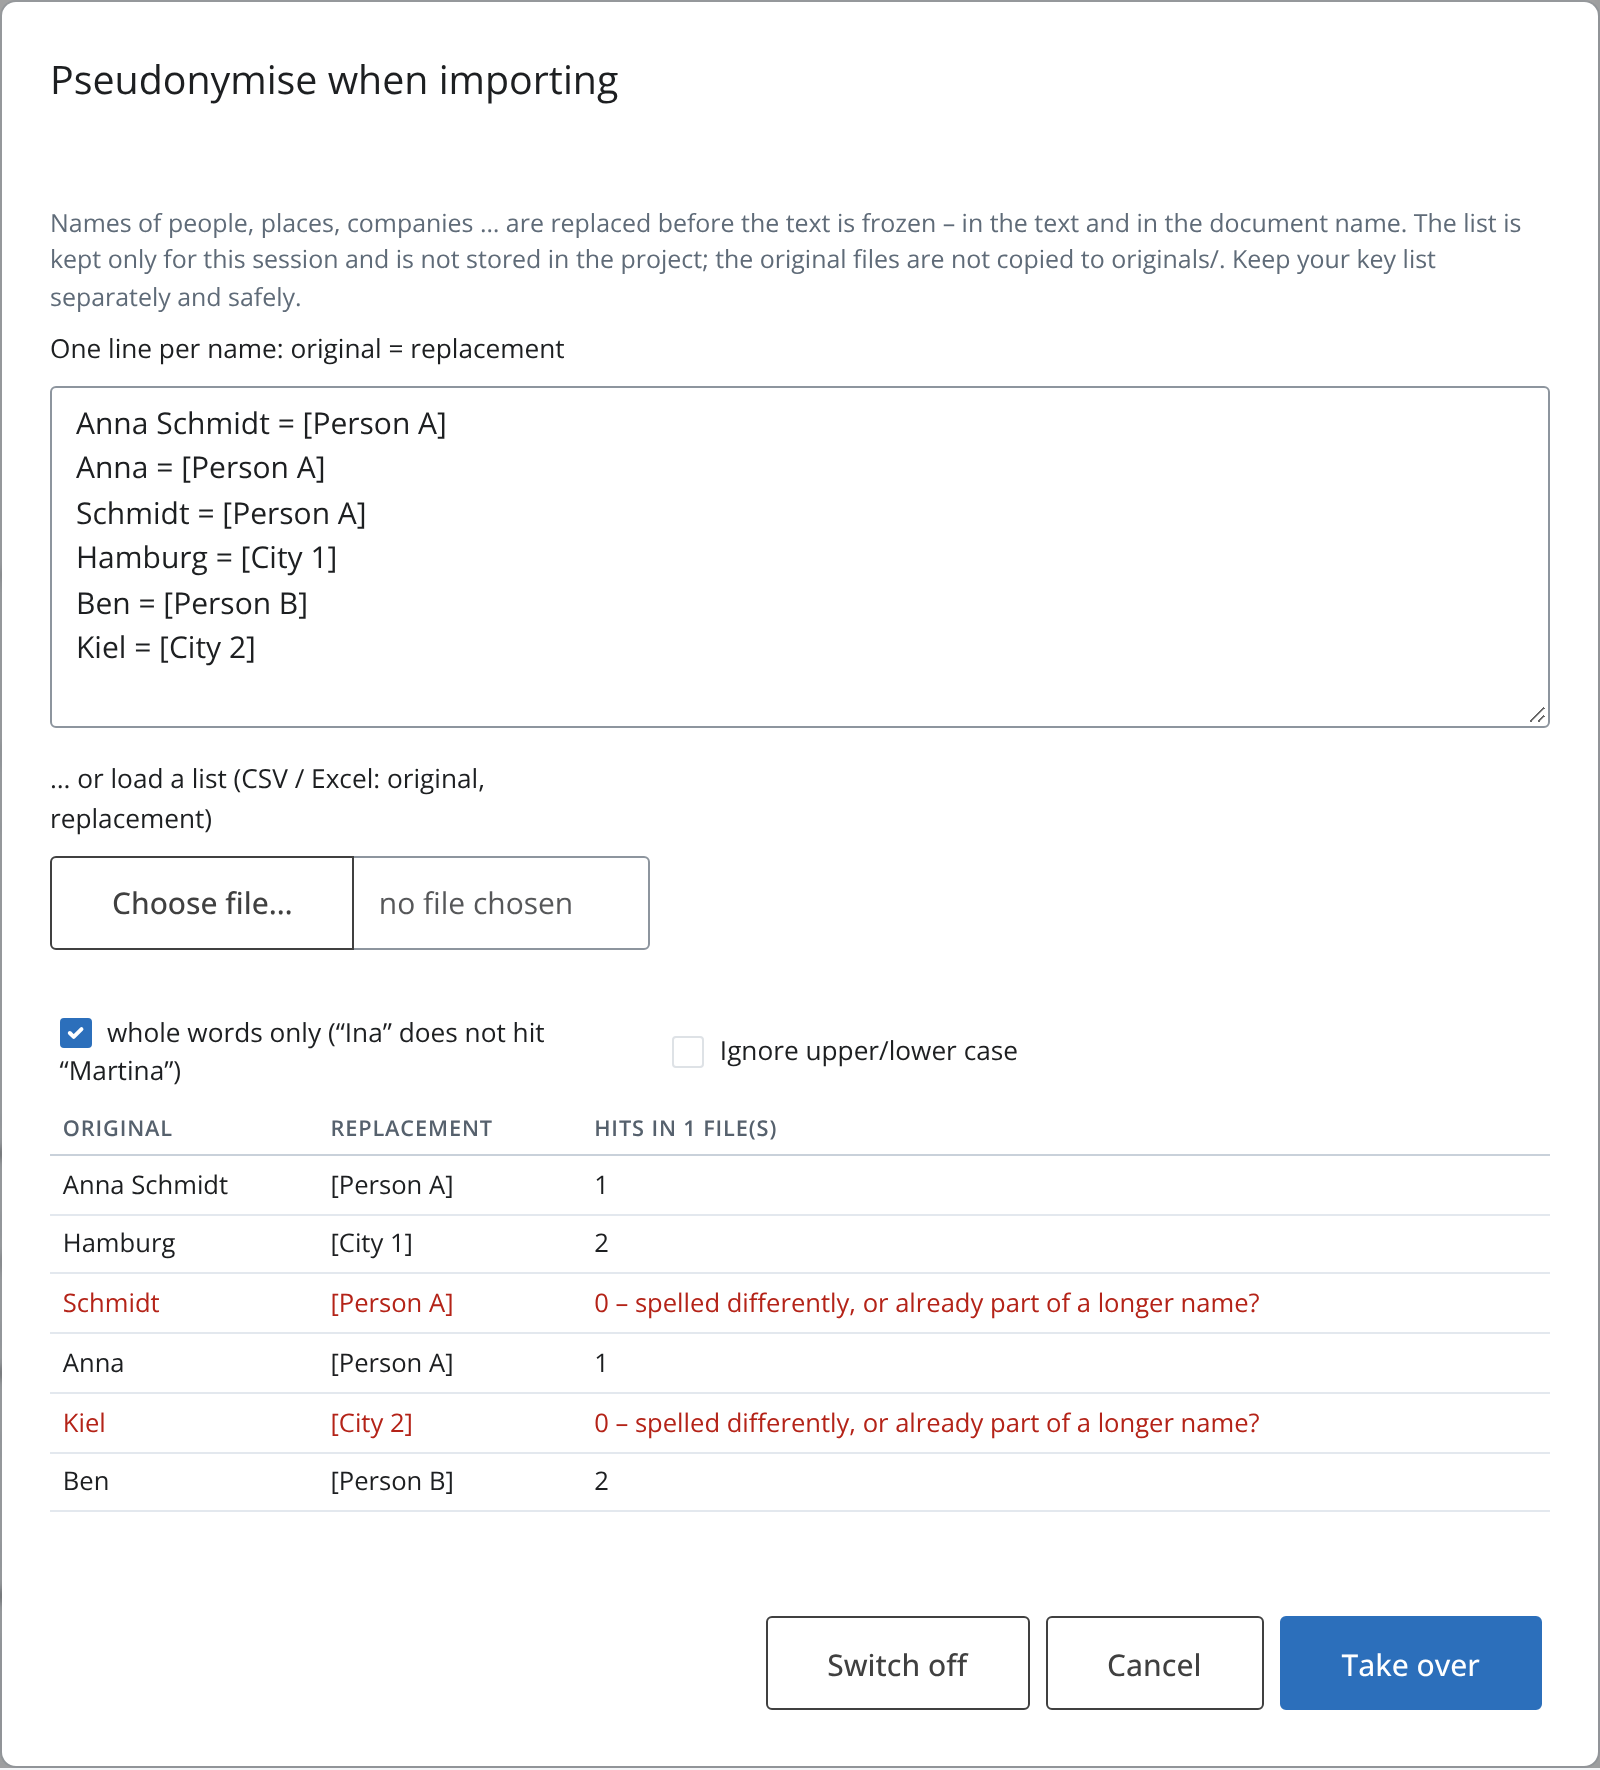 Pseudonymise when importing
Names of people, places, companies … are replaced before the text is frozen – in the text and in the document name. The list is
kept only for this session and is not stored in the project; the original files are not copied to originals/. Keep your key list
separately and safely.
One line per name: original = replacement
Anna Schmidt = [Person A]
Anna = [Person A]
Schmidt = [Person A]
Hamburg = [City 1]
Ben = [Person B]
Kiel = [City 2]
… or load a list (CSV / Excel: original,
replacement)
Choose file… no file chosen
whole words only (“Ina” does not hit
“Martina”)
Ignore upper/lower case
ORIGINAL REPLACEMENT HITS IN 1 FILE(S)
Anna Schmidt [Person A] 1
Hamburg [City 1] 2
Schmidt [Person A] 0 – spelled differently, or already part of a longer name?
Anna [Person A] 1
Kiel [City 2] 0 – spelled differently, or already part of a longer name?
Ben [Person B] 2
Switch off Cancel Take over